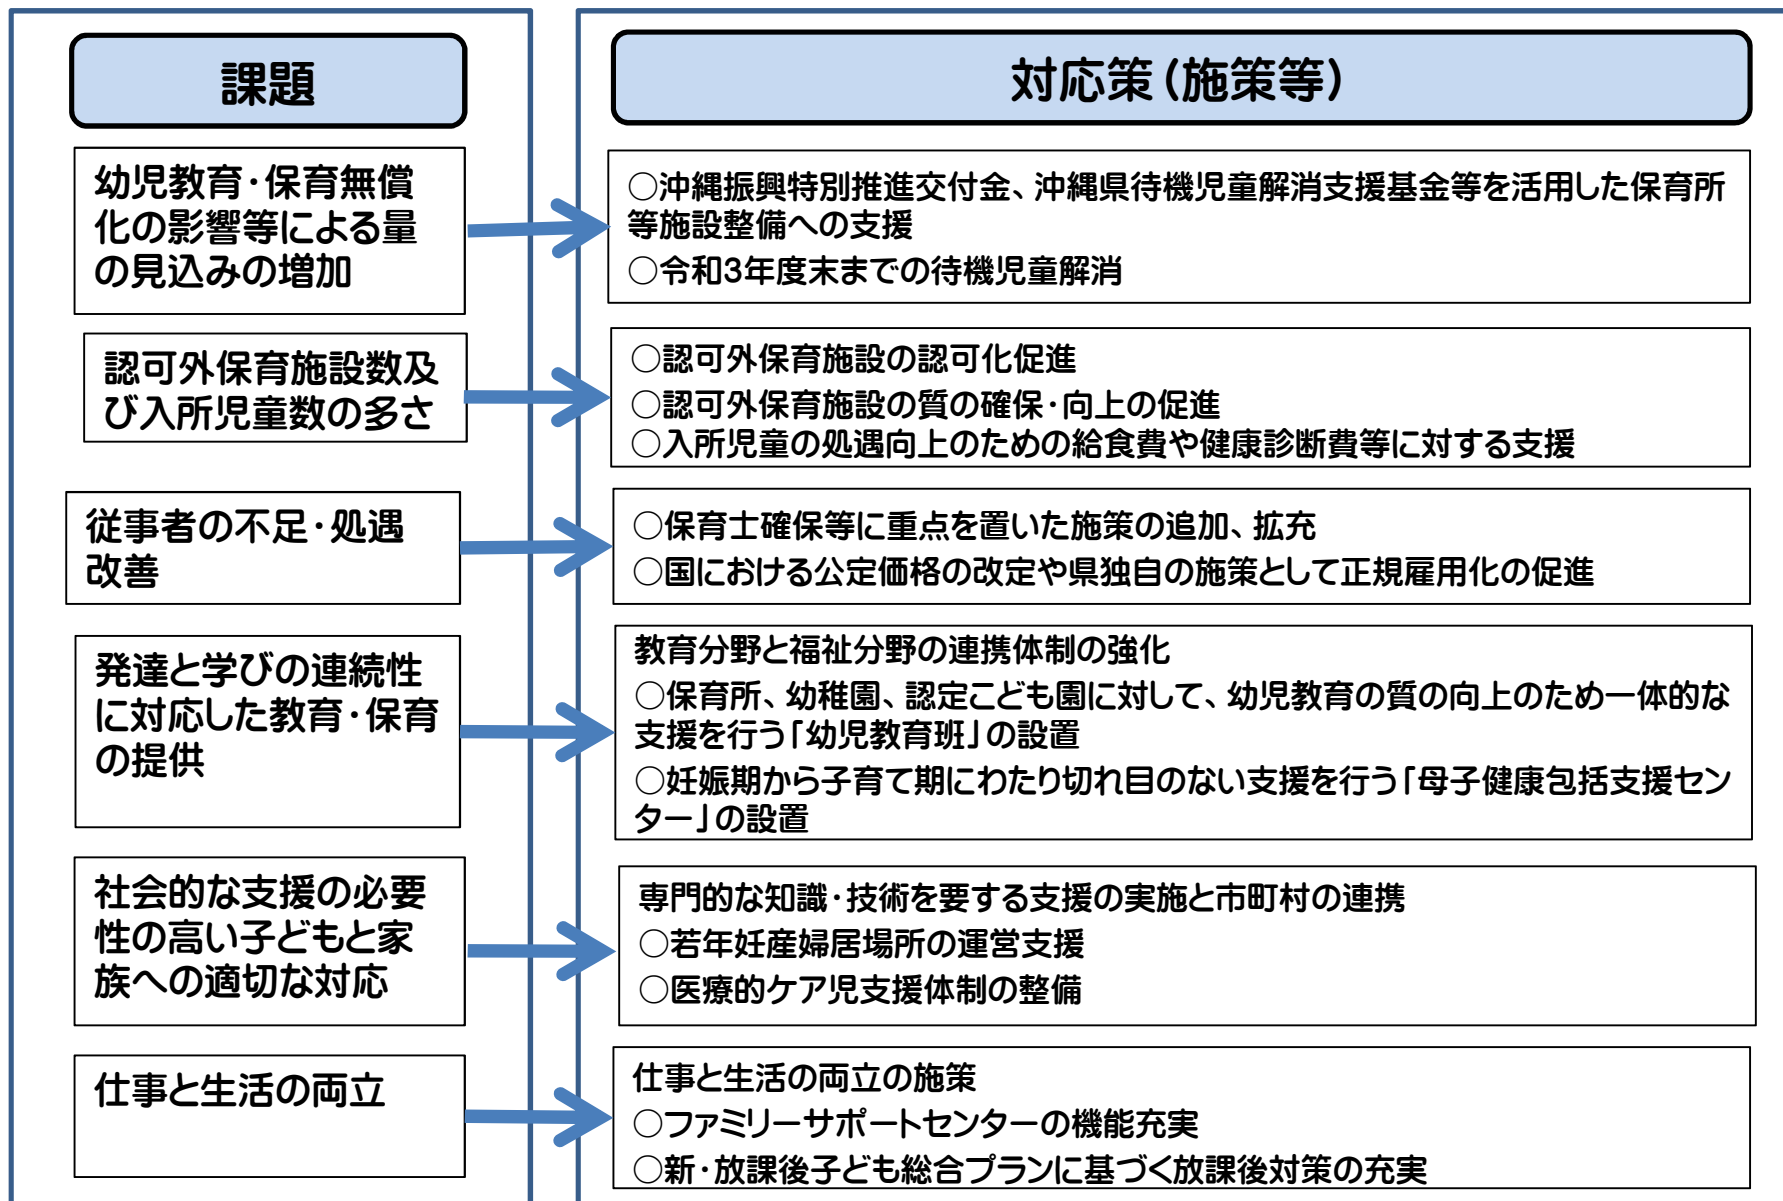 課題
対応策(施策等)
幼児教育・保育無償
化の影響等による量
の見込みの増加
○沖縄振興特別推進交付金、沖縄県待機児童解消支援基金等を活用した保育所
等施設整備への支援
○令和3年度末までの待機児童解消
認可外保育施設数及
び入所児童数の多さ
○認可外保育施設の認可化促進
○認可外保育施設の質の確保・向上の促進
○入所児童の処遇向上のための給食費や健康診断費等に対する支援
従事者の不足・処遇
改善
○保育士確保等に重点を置いた施策の追加、拡充
○国における公定価格の改定や県独自の施策として正規雇用化の促進
発達と学びの連続性
に対応した教育・保育
の提供
教育分野と福祉分野の連携体制の強化
○保育所、幼稚園、認定こども園に対して、幼児教育の質の向上のため一体的な
支援を行う「幼児教育班」の設置
○妊娠期から子育て期にわたり切れ目のない支援を行う「母子健康包括支援セン
ター」の設置
社会的な支援の必要
性の高い子どもと家
族への適切な対応
専門的な知識・技術を要する支援の実施と市町村の連携
○若年妊産婦居場所の運営支援
○医療的ケア児支援体制の整備
仕事と生活の両立
仕事と生活の両立の施策
○ファミリーサポートセンターの機能充実
○新・放課後子ども総合プランに基づく放課後対策の充実